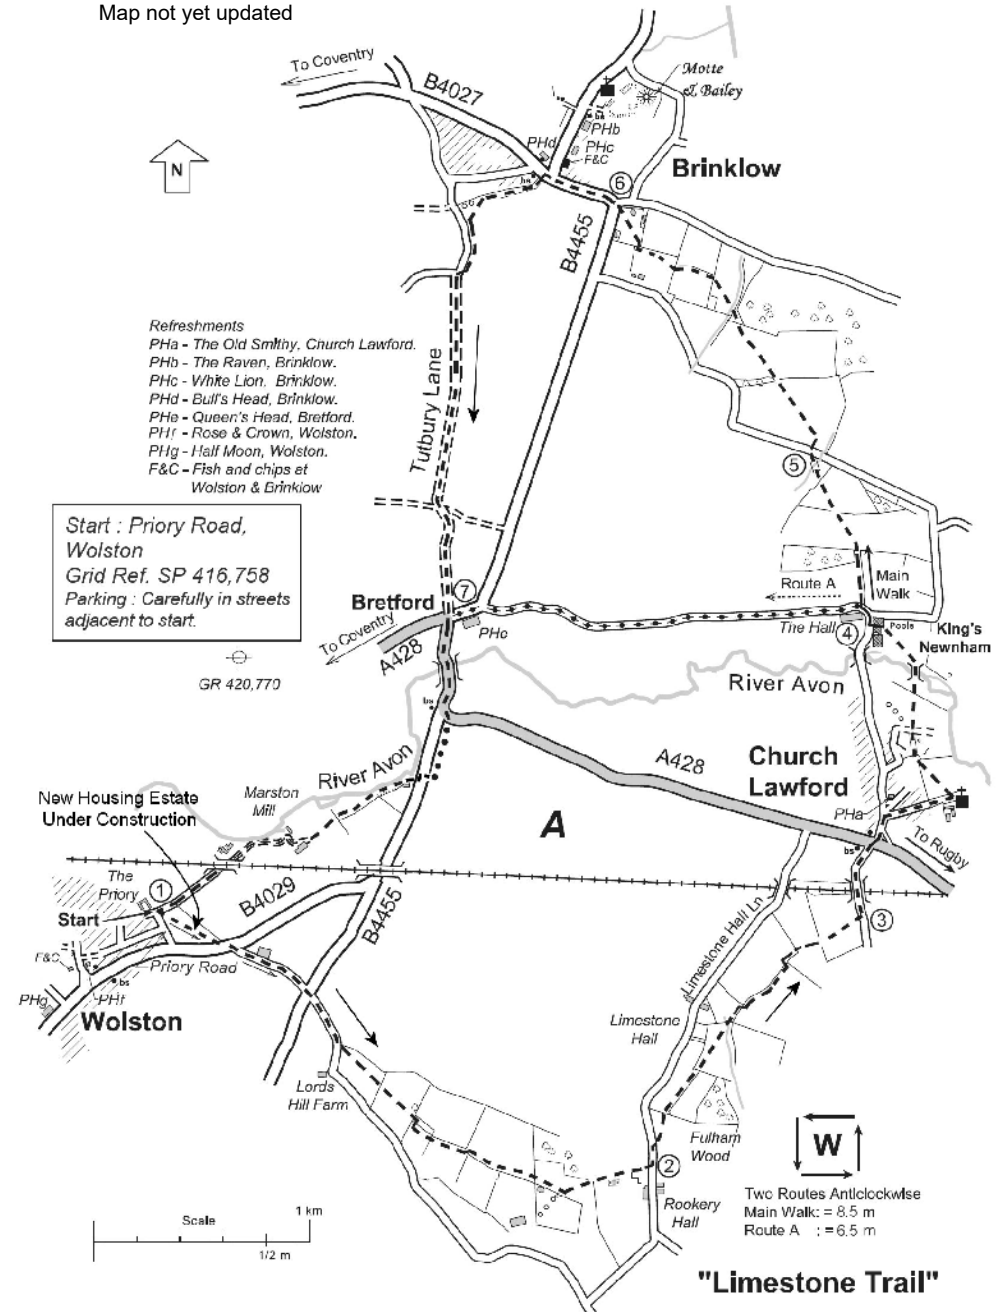 Map not yet updated
To Coventry
B4027
Motte
& Bailey
PHb
PHd
PHc
F&C
bs
bs
N
Brinklow
6
B4455
Refreshments
PHa - The Old Smithy, Church Lawford.
PHb - The Raven, Brinklow.
PHc - White Lion, Brinklow.
PHd - Bull's Head, Brinklow.
PHe - Queen's Head, Bretford.
PHf - Rose & Crown, Wolston.
PHg - Half Moon, Wolston.
F&C - Fish and chips at
Wolston & Brinklow
Tutbury Lane
5
Start : Priory Road,
Wolston
Grid Ref. SP 416,758
Parking : Carefully in streets
adjacent to start.
Route A
Main
Walk
7
Bretford
To Coventry
A428
PHe
The Hall
4
Pools
King's
Newnham
GR 420,770
River Avon
bs
A428
Church
Lawford
River Avon
Marston
Mill
New Housing Estate
Under Construction
A
PHa
bs
To Rugby
The
Priory
1
Start
B4029
B4455
3
F&C
Priory Road
bs
PHg
PHf
Wolston
Limestone Hall Ln
Limestone
Hall
Lords
Hill Farm
Fulham
Wood
2
Rookery
Hall
W
Two Routes Anticlockwise
Main Walk: = 8.5 m
Route A : = 6.5 m
Scale
1 km
1/2 m
"Limestone Trail"